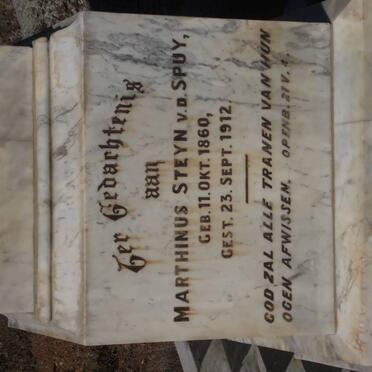 Ter Gedachtenis
aan
MARTHINUS STEYN V.D. SPUY,
GEB. 11. OKT. 1860,
GEST. 23. SEPT. 1912.
GOD ZAL ALLE TRANEN VAN HUN
OGEN AFWISSEN. OPENB. 21 V. 4.